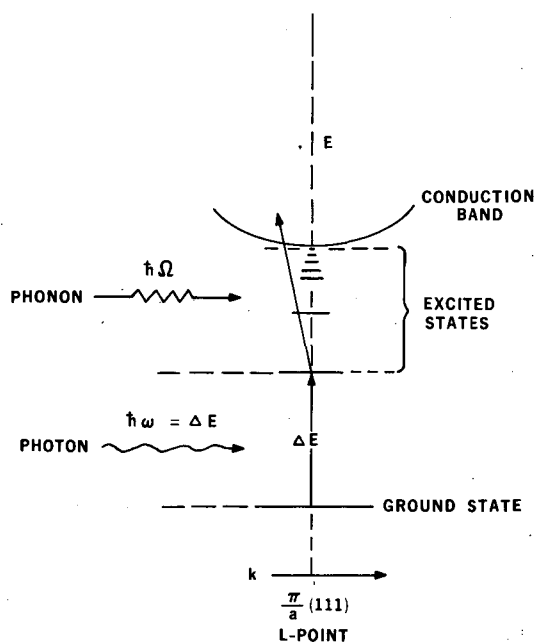 E
CONDUCTION
BAND
ħΩ
PHONON
EXCITED
STATES
ħω = ΔE
PHOTON
ΔE
GROUND STATE
k
π/a (111)
L-POINT